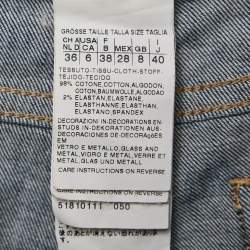 GRÖSSE TAILLE TALLA SIZE TAGLIA
CH A USA F MEX GB I
NL D CA B
36 6 38 28 8 40
TESSUTO-TISSU-CLOTH-STOFF
TEJIDO-TECIDO
98% COTONE,COTTON,ALGODON,
COTON,BAUMWOLLE,ALGODAO
2% ELASTAN,ELASTANE,
ELASTHANNE,ELASTHAN,
ELASTANO,SPANDEX
DECORAZIONI IN-DECORATIONS EN-
STUDS IN-DEKORATIONEN AUS-
DECORACIONES DE-DECORAÇÕES
EM
VETRO E METALLO,GLASS AND
METAL,VIDRO E METAL,VERRE ET
METAL,GLAS UND METALL
CARE INSTRUCTIONS ON REVERSE
CARE INSTRUCTIONS ON REVERSE
51810111 050